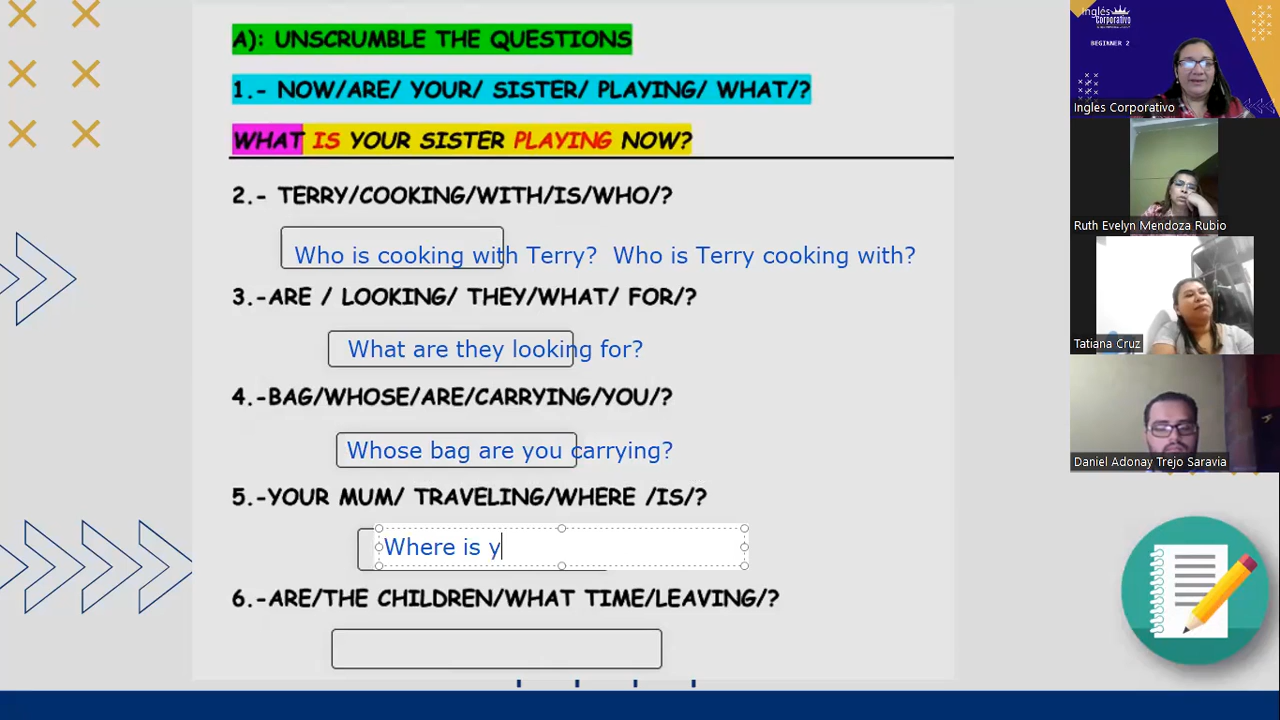 A): UNSCRUMBLE THE QUESTIONS
1.- NOW/ARE/ YOUR/ SISTER/ PLAYING/ WHAT/?
WHAT IS YOUR SISTER PLAYING NOW?
2.- TERRY/COOKING/WITH/IS/WHO/?
Who is cooking with Terry? Who is Terry cooking with?
3.-ARE / LOOKING/ THEY/WHAT/ FOR/?
What are they looking for?
4.-BAG/WHOSE/ARE/CARRYING/YOU/?
Whose bag are you carrying?
5.-YOUR MUM/ TRAVELING/WHERE /IS/?
Where is y
6.-ARE/THE CHILDREN/WHAT TIME/LEAVING/?
Inglés
Corporativo
BEGINNER 2
Ingles Corporativo
Ruth Evelyn Mendoza Rubio
Tatiana Cruz
Daniel Adonay Trejo Saravia